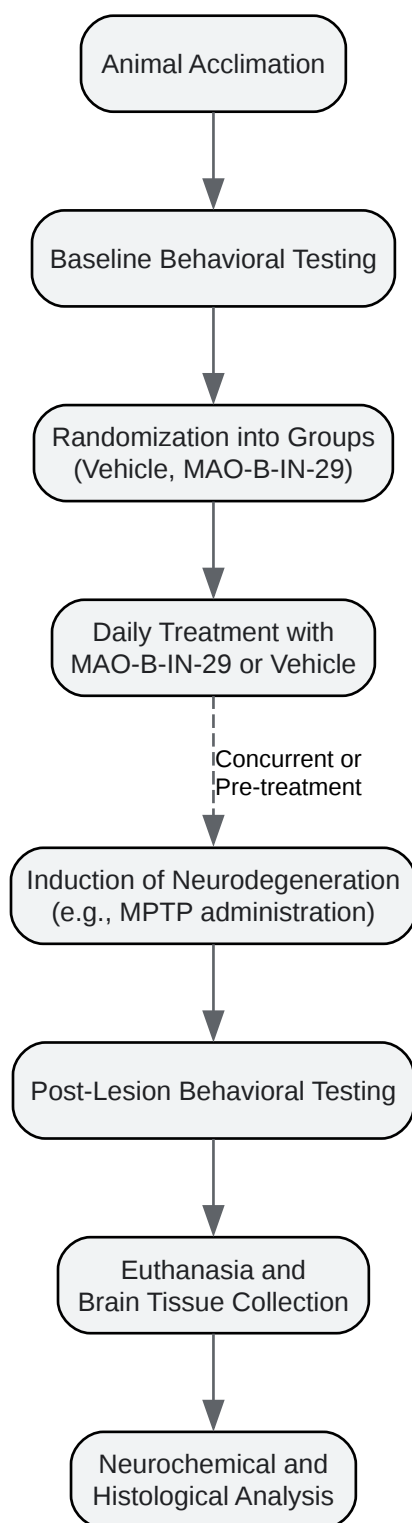 Animal Acclimation
Baseline Behavioral Testing
Randomization into Groups
(Vehicle, MAO-B-IN-29)
Daily Treatment with
MAO-B-IN-29 or Vehicle
Concurrent or
Pre-treatment
Induction of Neurodegeneration
(e.g., MPTP administration)
Post-Lesion Behavioral Testing
Euthanasia and
Brain Tissue Collection
Neurochemical and
Histological Analysis